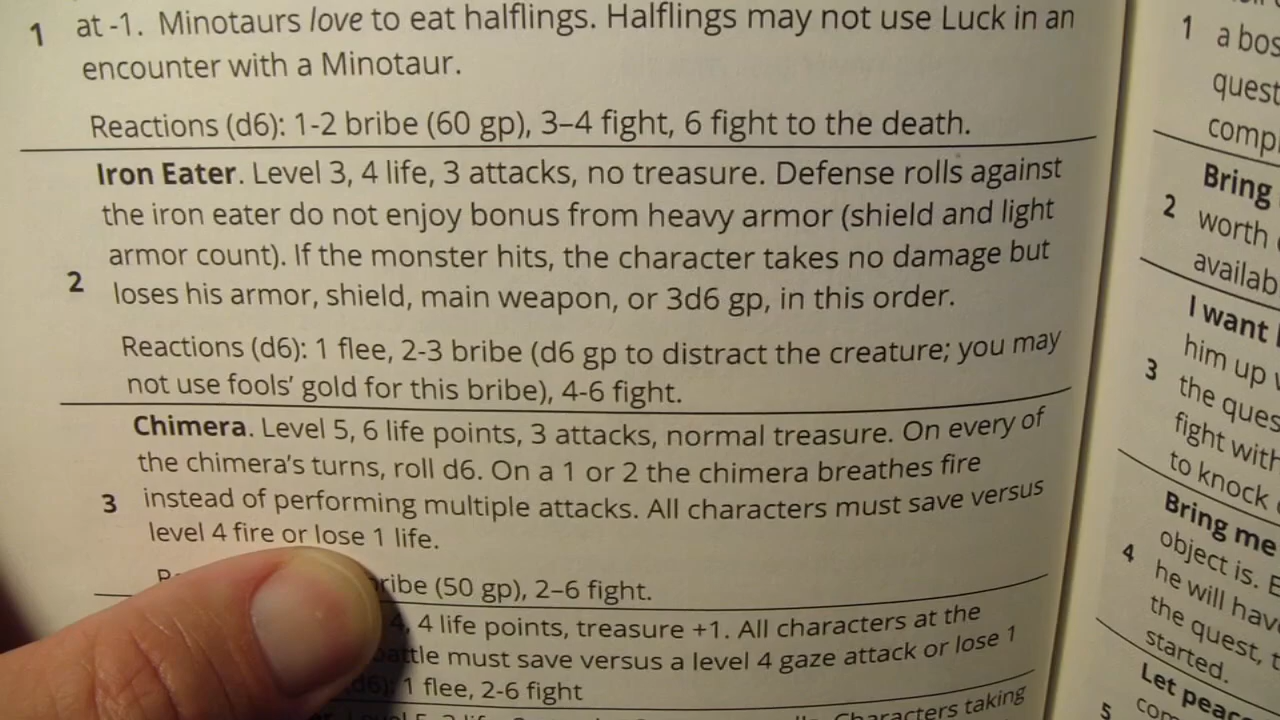 1 at -1. Minotaurs love to eat halflings. Halflings may not use Luck in an
encounter with a Minotaur.
Reactions (d6): 1-2 bribe (60 gp), 3–4 fight, 6 fight to the death.
Iron Eater. Level 3, 4 life, 3 attacks, no treasure. Defense rolls against
the iron eater do not enjoy bonus from heavy armor (shield and light
armor count). If the monster hits, the character takes no damage but
2 loses his armor, shield, main weapon, or 3d6 gp, in this order.
Reactions (d6): 1 flee, 2-3 bribe (d6 gp to distract the creature; you may
not use fools' gold for this bribe), 4-6 fight.
Chimera. Level 5, 6 life points, 3 attacks, normal treasure. On every of
the chimera's turns, roll d6. On a 1 or 2 the chimera breathes fire
3 instead of performing multiple attacks. All characters must save versus
level 4 fire or lose 1 life.
(50 gp), 2–6 fight.
4, 4 life points, treasure +1. All characters at the
must save versus a level 4 gaze attack or lose 1
1 flee, 2-6 fight
Characters taking
1 a bos
quest
comp
Bring
2 worth
availab
I want
him up
3 the ques
fight with
to knock
Bring me
object is.
4 he will hav
the quest,
started.
Let peac
5 com